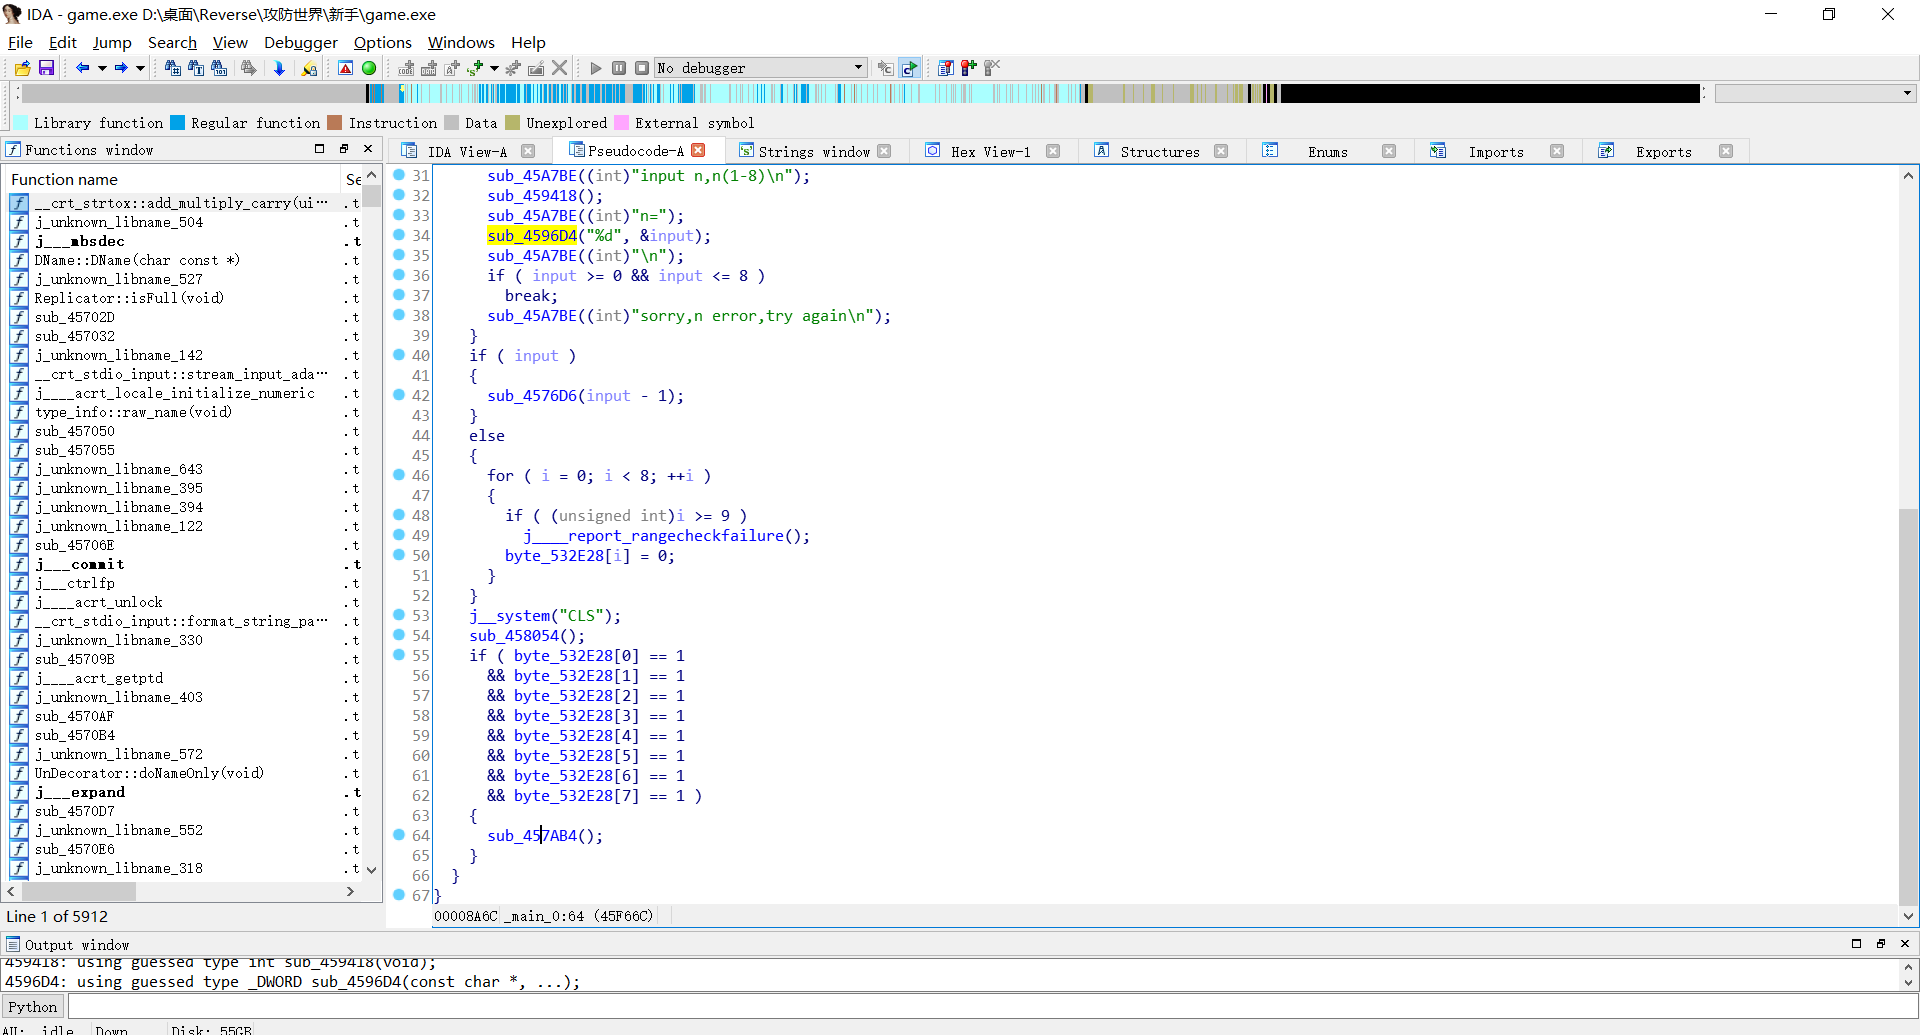 IDA - game.exe D:\桌面\Reverse\攻防世界\新手\game.exe
File Edit Jump Search View Debugger Options Windows Help
No debugger
Library function Regular function Instruction Data Unexplored External symbol
Functions window
IDA View-A Pseudocode-A Strings window Hex View-1 Structures Enums Imports Exports
Function name Se
__crt_strtox::add_multiply_carry(ui… .t
j_unknown_libname_504 .t
j___mbsdec .t
DName::DName(char const *) .t
j_unknown_libname_527 .t
Replicator::isFull(void) .t
sub_45702D .t
sub_457032 .t
j_unknown_libname_142 .t
__crt_stdio_input::stream_input_ada… .t
j____acrt_locale_initialize_numeric .t
type_info::raw_name(void) .t
sub_457050 .t
sub_457055 .t
j_unknown_libname_643 .t
j_unknown_libname_395 .t
j_unknown_libname_394 .t
j_unknown_libname_122 .t
sub_45706E .t
j___commit .t
j___ctrlfp .t
j____acrt_unlock .t
__crt_stdio_input::format_string_pa… .t
j_unknown_libname_330 .t
sub_45709B .t
j____acrt_getptd .t
j_unknown_libname_403 .t
sub_4570AF .t
sub_4570B4 .t
j_unknown_libname_572 .t
UnDecorator::doNameOnly(void) .t
j___expand .t
sub_4570D7 .t
j_unknown_libname_552 .t
sub_4570E6 .t
j_unknown_libname_318 .t
Line 1 of 5912
31 sub_45A7BE((int)"input n,n(1-8)\n");
32 sub_459418();
33 sub_45A7BE((int)"n=");
34 sub_4596D4("%d", &input);
35 sub_45A7BE((int)"\n");
36 if ( input >= 0 && input <= 8 )
37 break;
38 sub_45A7BE((int)"sorry,n error,try again\n");
39 }
40 if ( input )
41 {
42 sub_4576D6(input - 1);
43 }
44 else
45 {
46 for ( i = 0; i < 8; ++i )
47 {
48 if ( (unsigned int)i >= 9 )
49 j____report_rangecheckfailure();
50 byte_532E28[i] = 0;
51 }
52 }
53 j__system("CLS");
54 sub_458054();
55 if ( byte_532E28[0] == 1
56 && byte_532E28[1] == 1
57 && byte_532E28[2] == 1
58 && byte_532E28[3] == 1
59 && byte_532E28[4] == 1
60 && byte_532E28[5] == 1
61 && byte_532E28[6] == 1
62 && byte_532E28[7] == 1 )
63 {
64 sub_457AB4();
65 }
66 }
67 }
00008A6C _main_0:64 (45F66C)
Output window
459418: using guessed type int sub_459418(void);
4596D4: using guessed type _DWORD sub_4596D4(const char *, ...);
Python
AU: idle Down Disk: 55GB